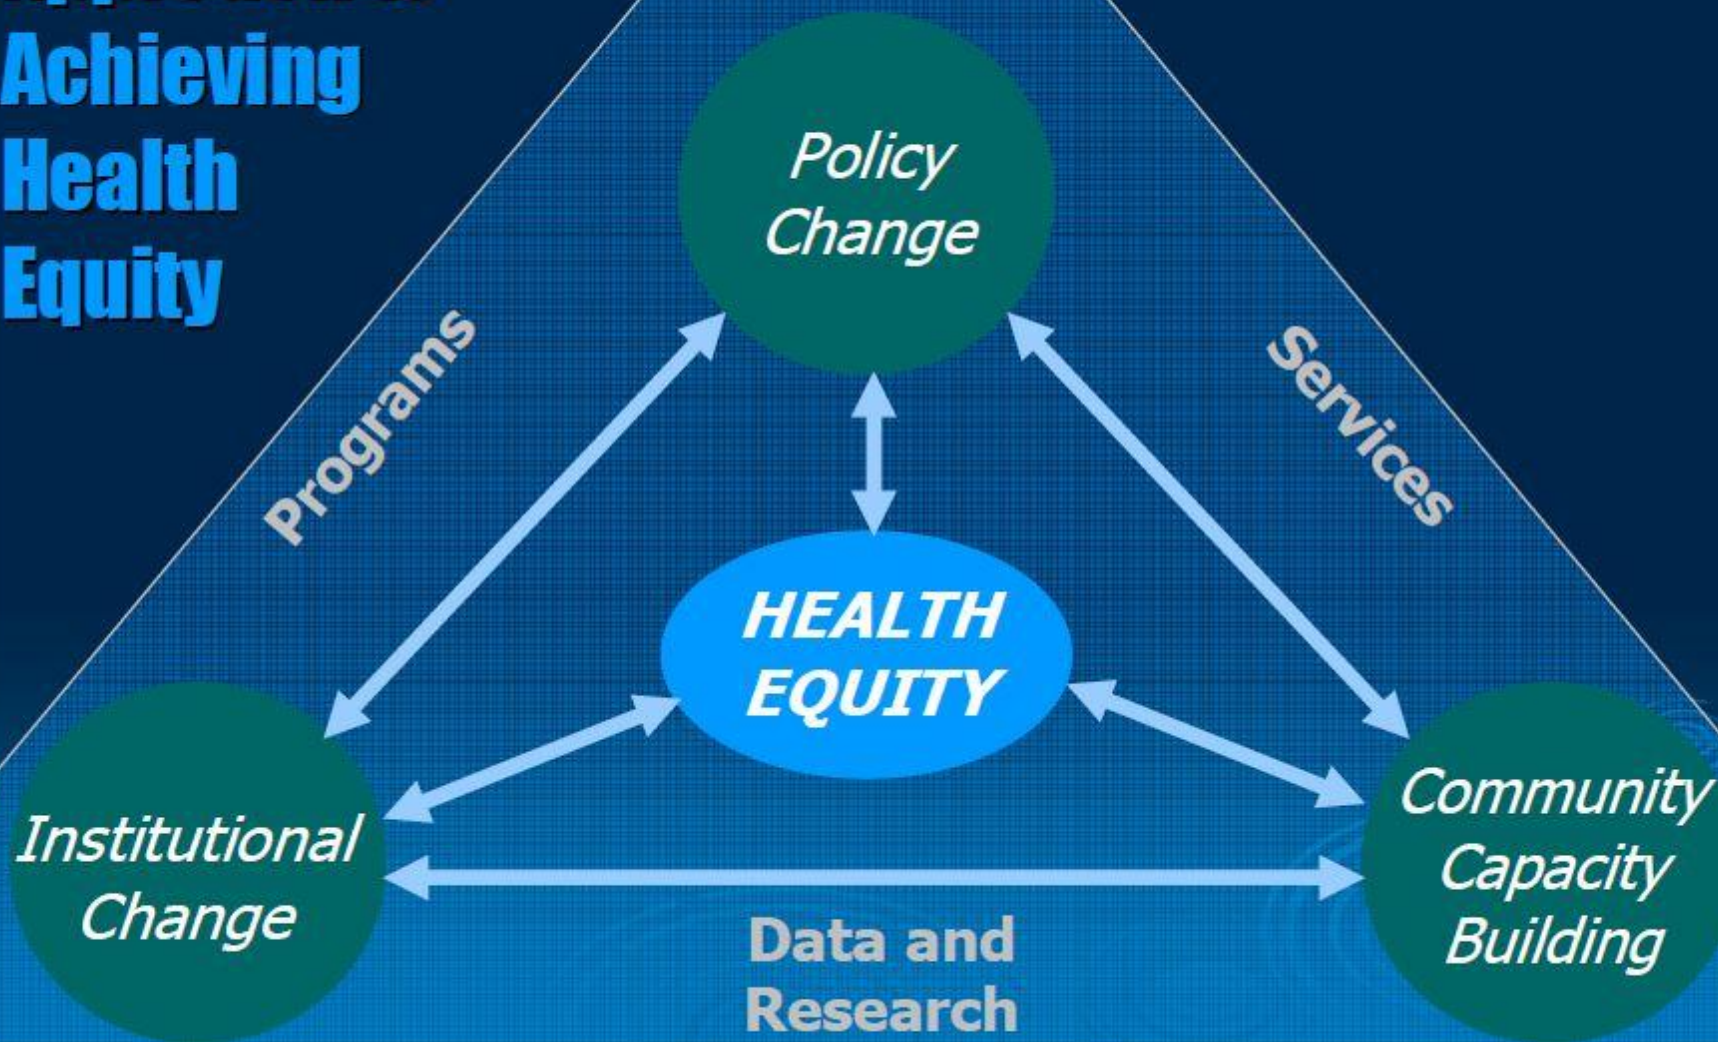 Achieving
Health
Equity
Policy
Change
Programs
Services
HEALTH
EQUITY
Institutional
Change
Community
Capacity
Building
Data and
Research